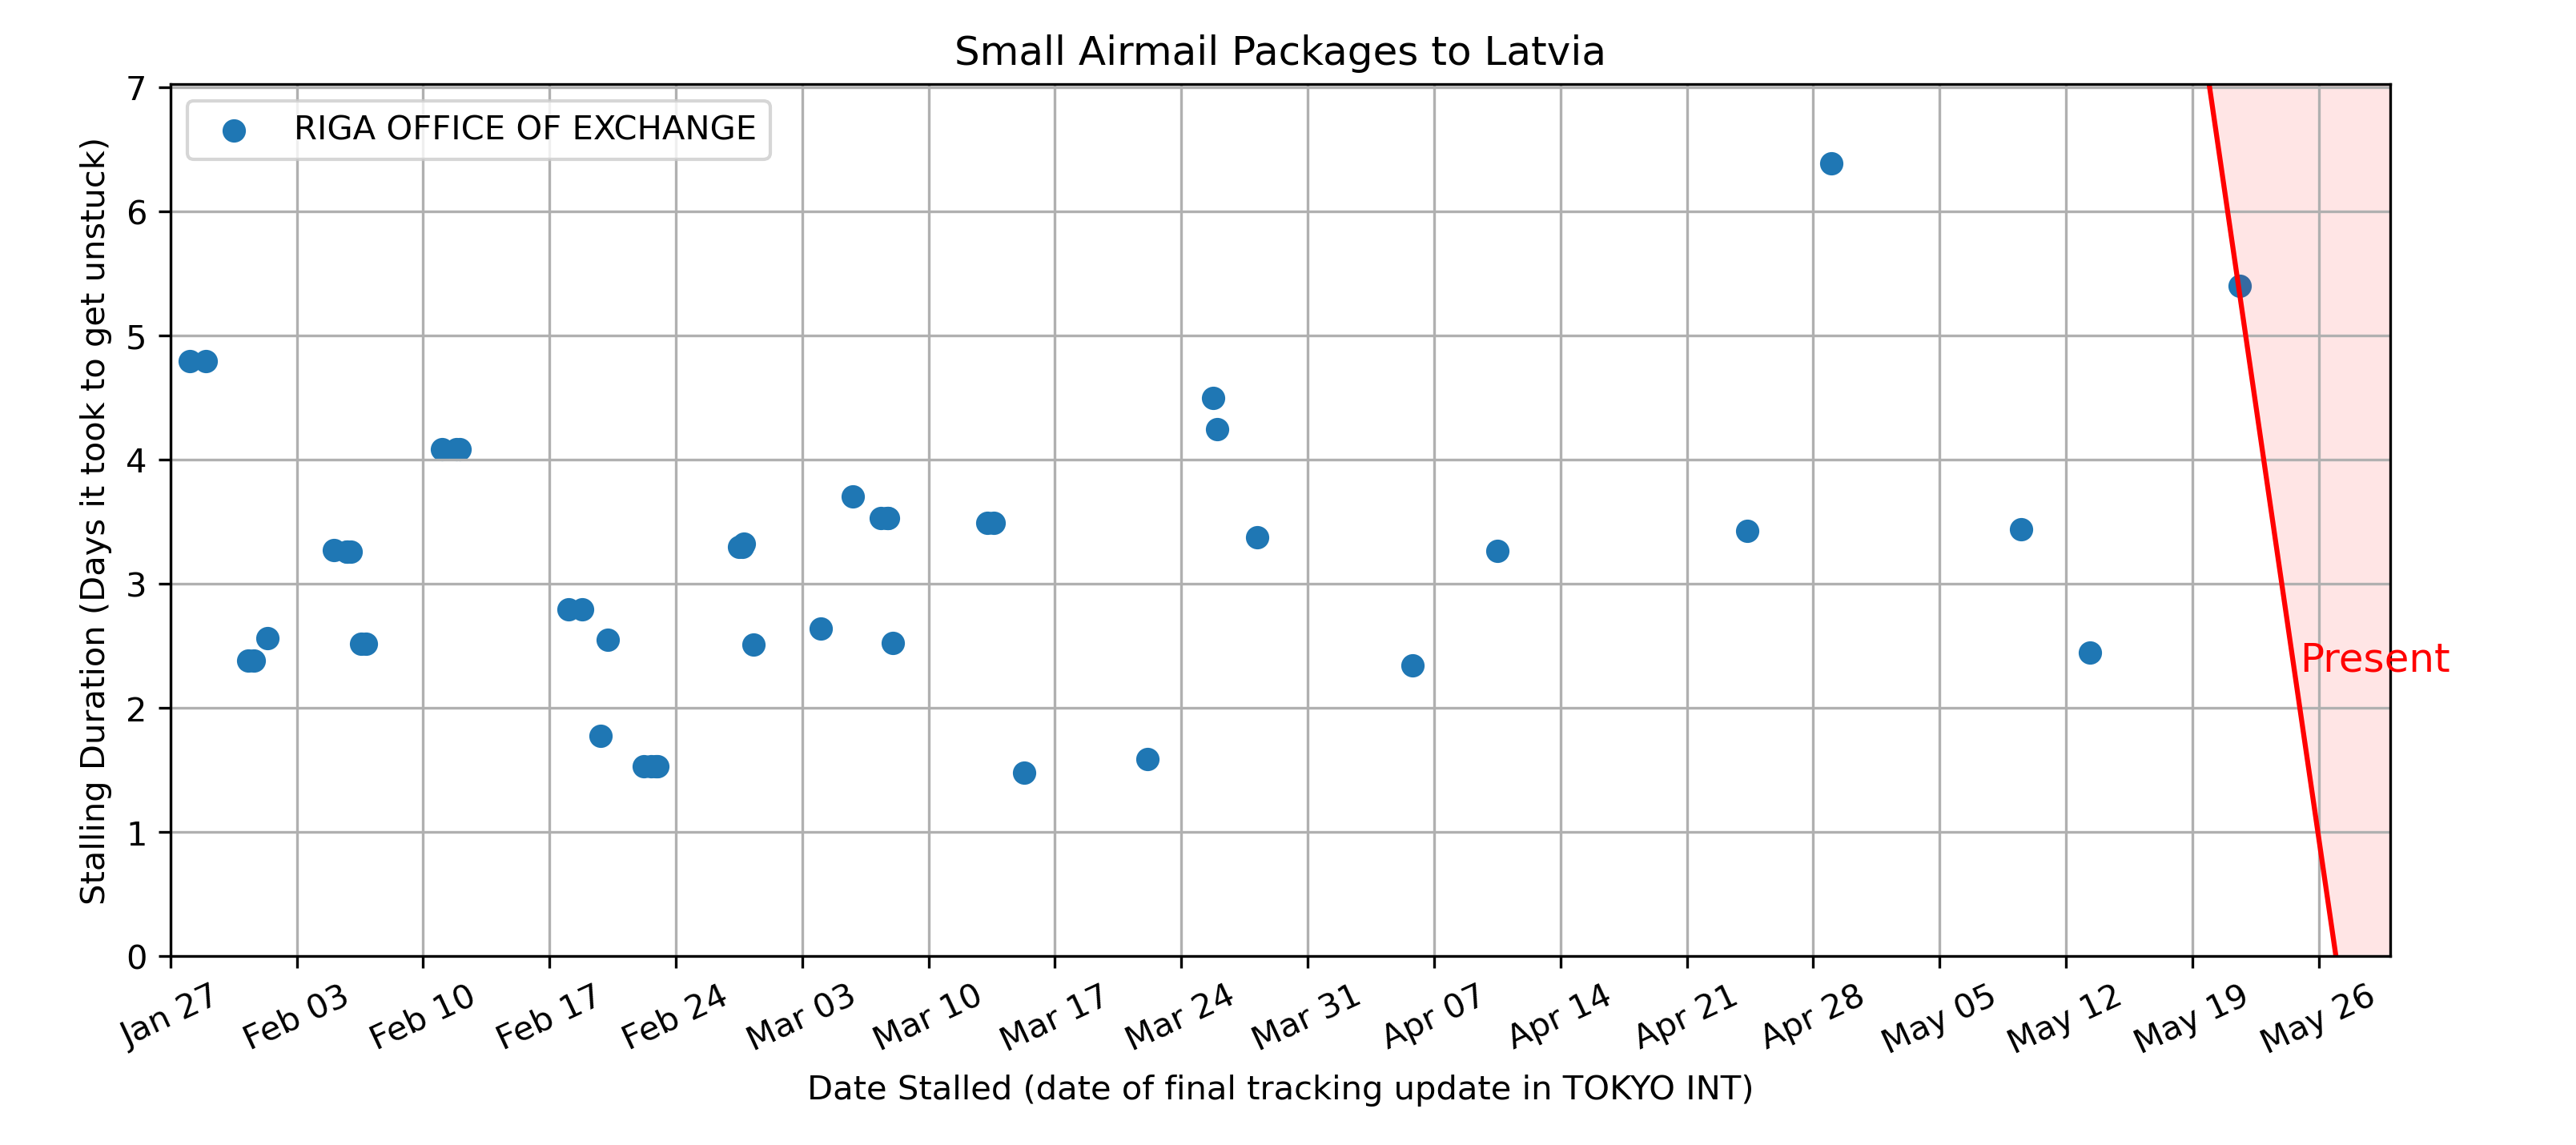 Small Airmail Packages to Latvia
RIGA OFFICE OF EXCHANGE
Stalling Duration (Days it took to get unstuck)
7
6
5
4
3
2
1
0
Present
Jan 27
Feb 03
Feb 10
Feb 17
Feb 24
Mar 03
Mar 10
Mar 17
Mar 24
Mar 31
Apr 07
Apr 14
Apr 21
Apr 28
May 05
May 12
May 19
May 26
Date Stalled (date of final tracking update in TOKYO INT)